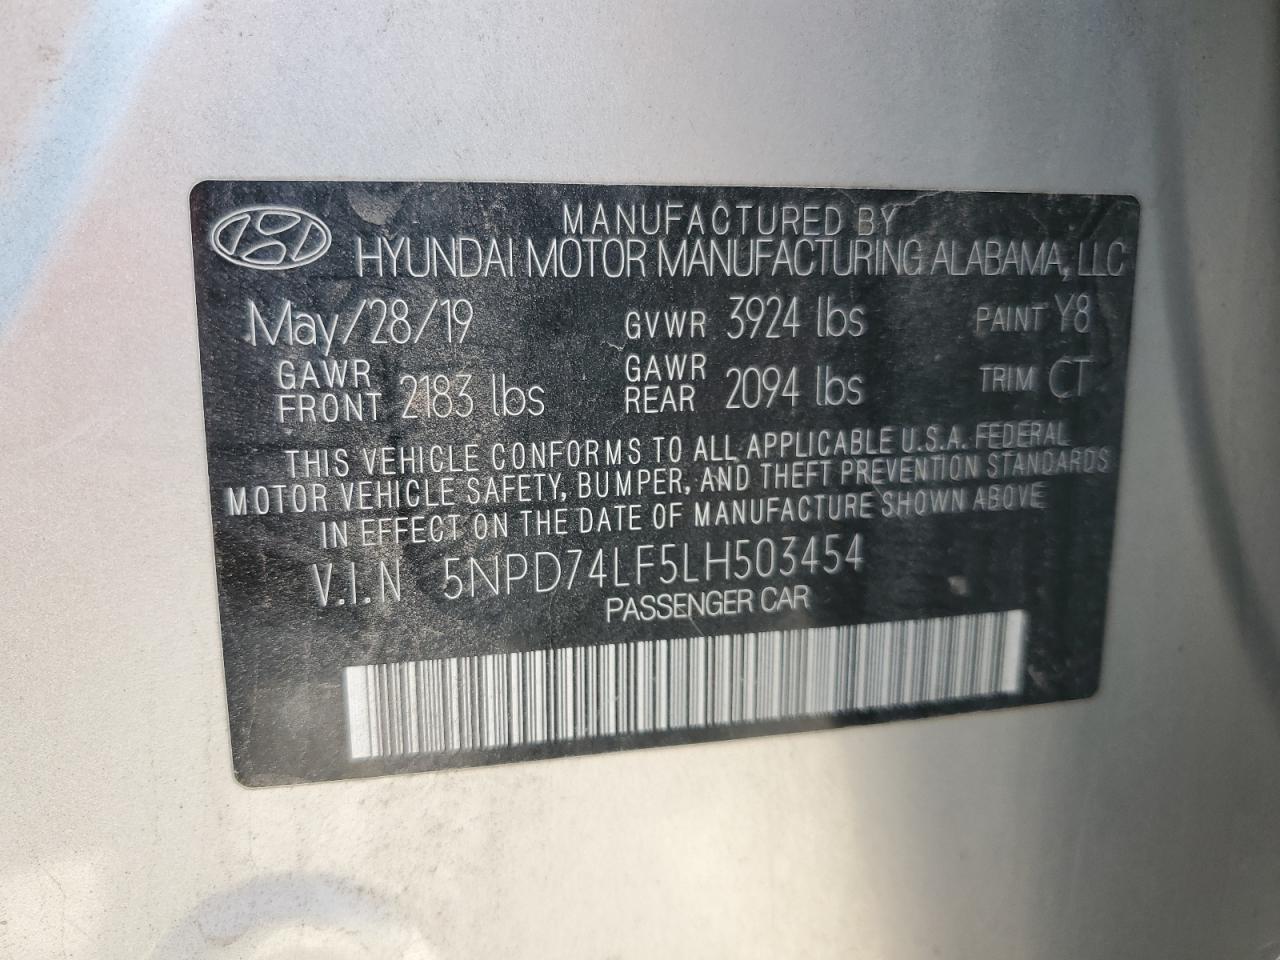 MANUFACTURED BY
HYUNDAI MOTOR MANUFACTURING ALABAMA, LLC
May/28/19 GVWR 3924 lbs PAINT Y8
GAWR FRONT 2183 lbs GAWR REAR 2094 lbs TRIM CT
THIS VEHICLE CONFORMS TO ALL APPLICABLE U.S.A. FEDERAL
MOTOR VEHICLE SAFETY, BUMPER, AND THEFT PREVENTION STANDARDS
IN EFFECT ON THE DATE OF MANUFACTURE SHOWN ABOVE
V.I.N 5NPD74LF5LH503454
PASSENGER CAR